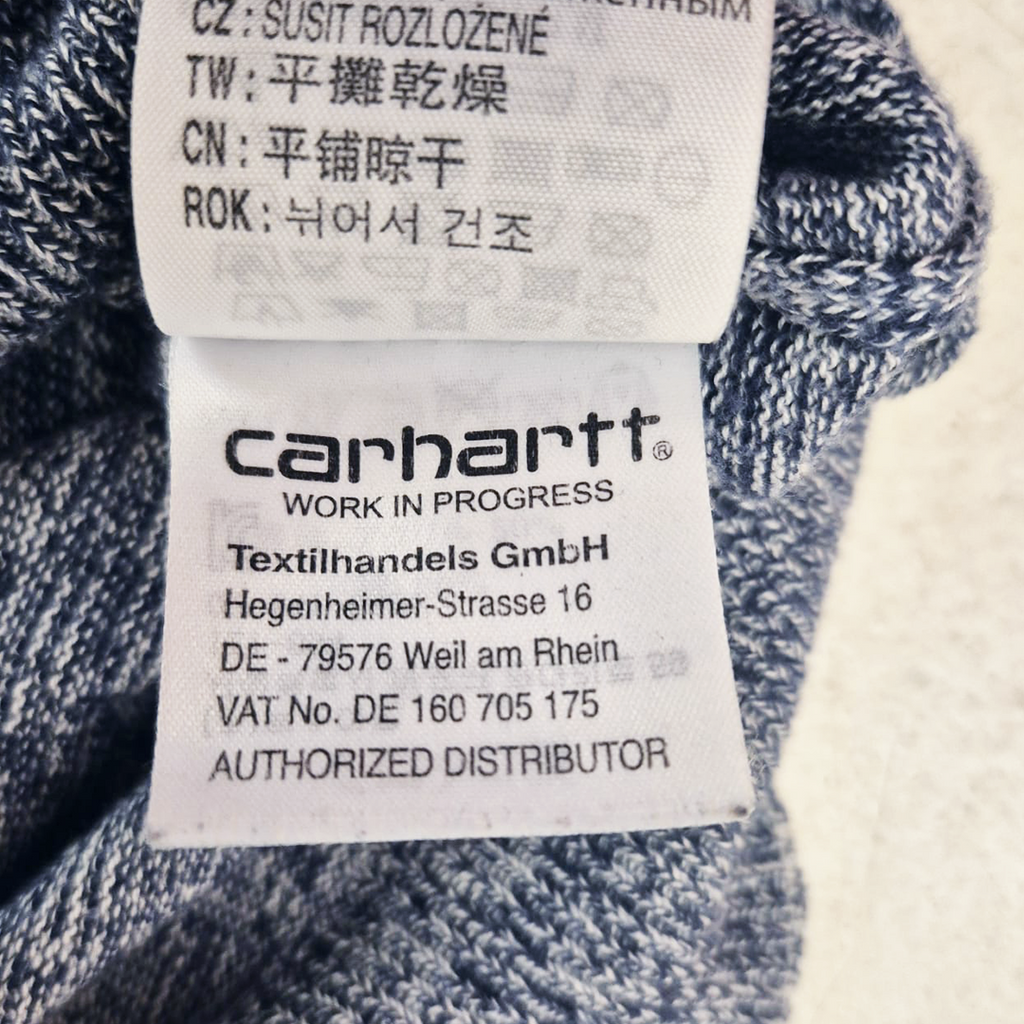 CZ: SUŠIT ROZLOŽENÉ
TW: 平攤乾燥
CN: 平铺晾干
ROK: 뉘어서 건조
carhartt®
WORK IN PROGRESS
Textilhandels GmbH
Hegenheimer-Strasse 16
DE - 79576 Weil am Rhein
VAT No. DE 160 705 175
AUTHORIZED DISTRIBUTOR